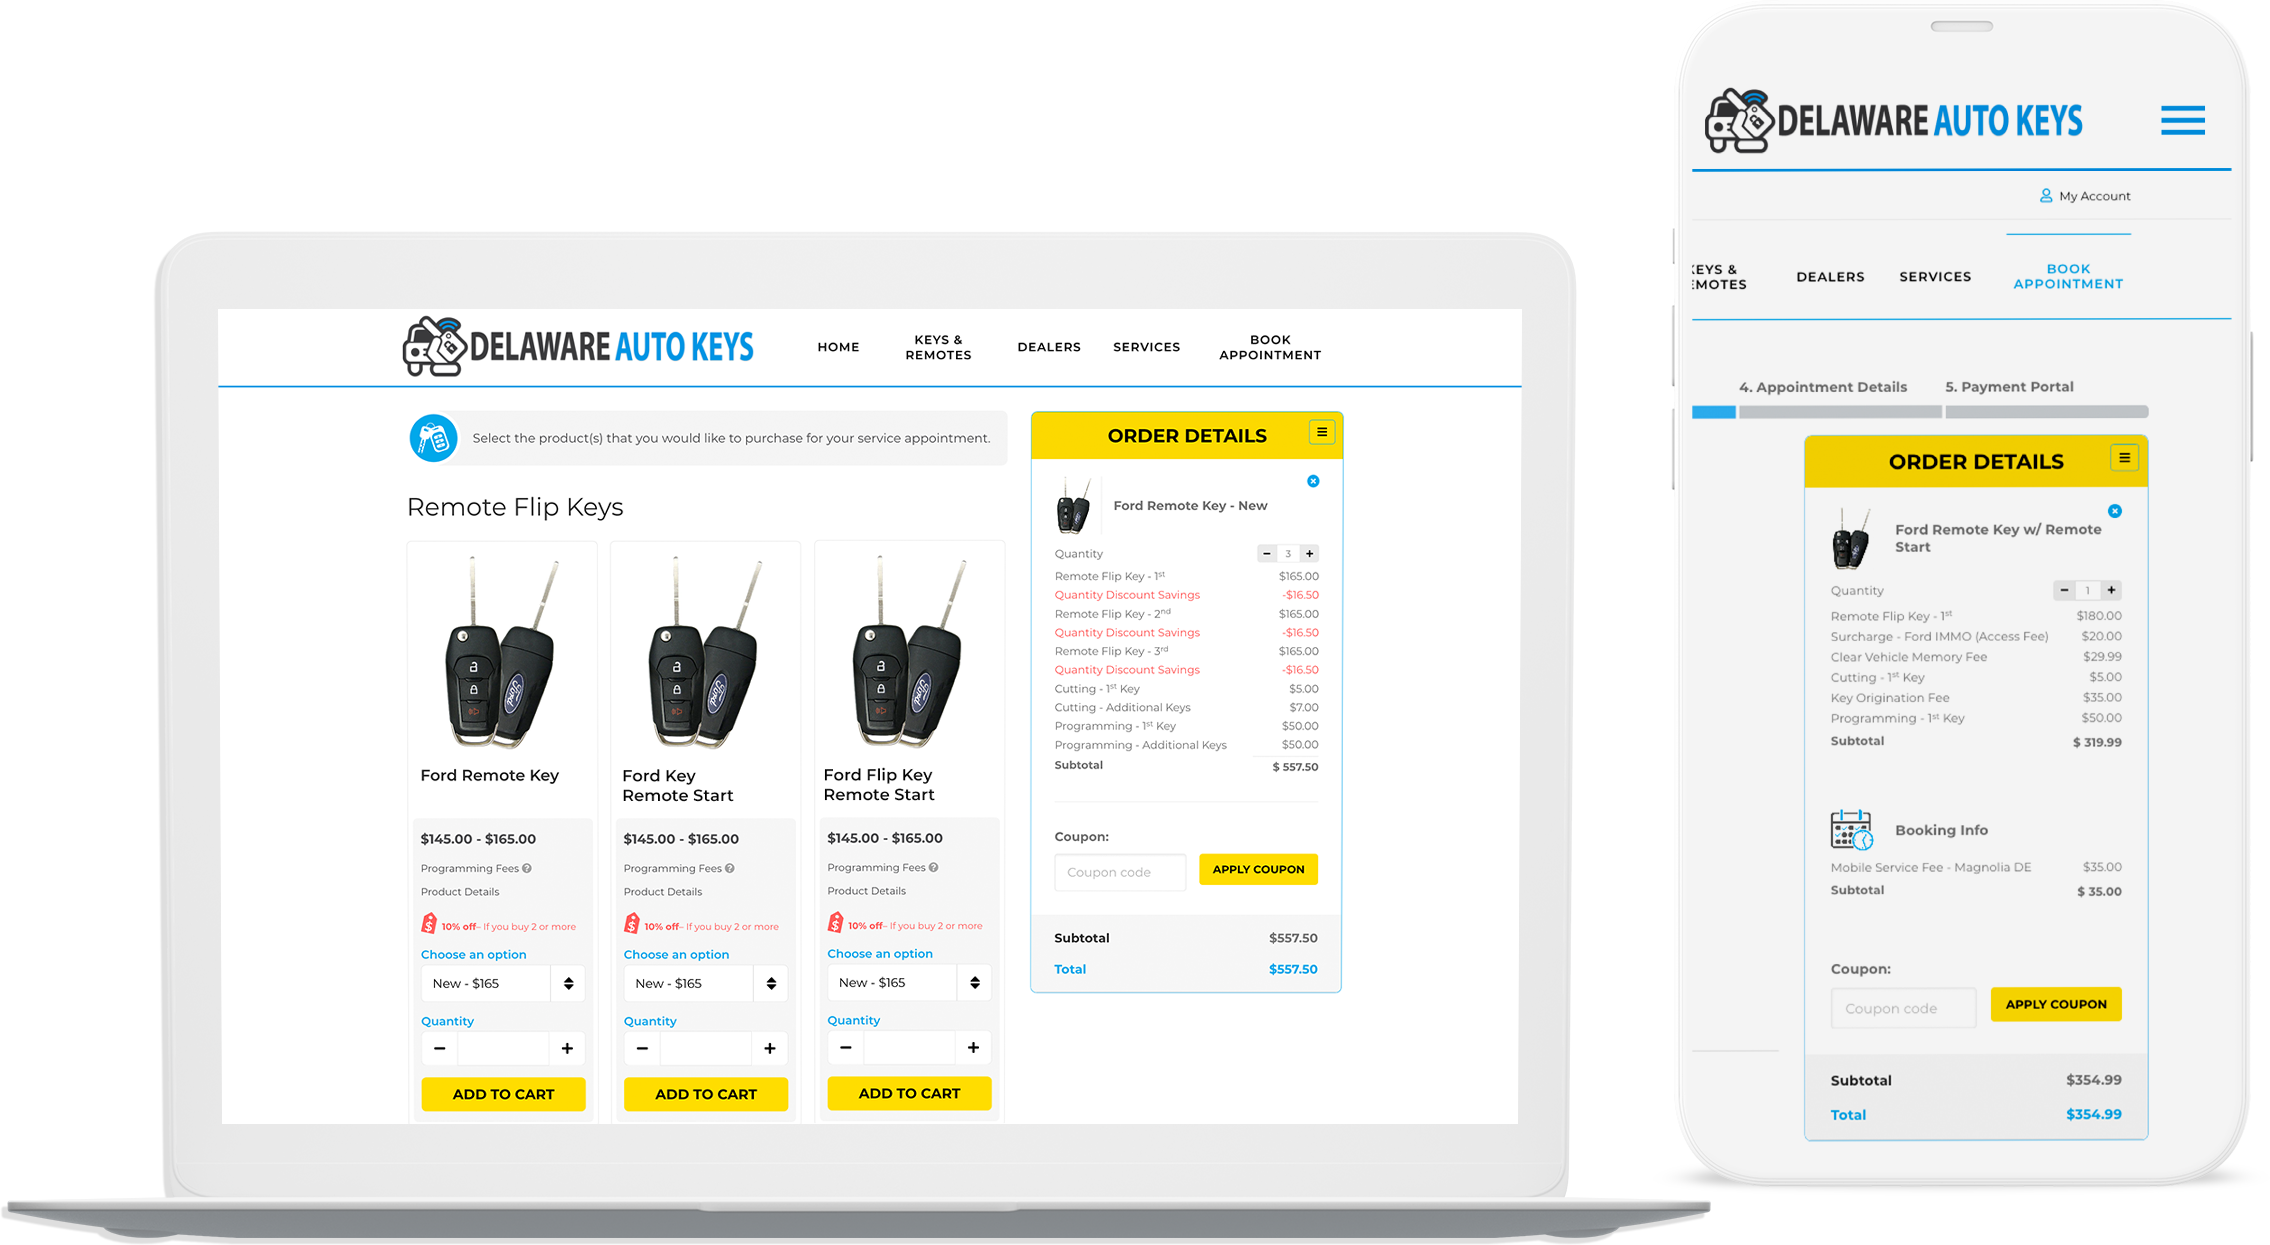 DELAWARE AUTO KEYS
HOME
KEYS &
REMOTES
DEALERS
SERVICES
BOOK
APPOINTMENT
Select the product(s) that you would like to purchase for your service appointment.
Remote Flip Keys
Ford
Ford Remote Key
$145.00 - $165.00
Programming Fees ?
Product Details
$ 10% off– If you buy 2 or more
Choose an option
New - $165
Quantity
− +
ADD TO CART
Ford
Ford Key
Remote Start
$145.00 - $165.00
Programming Fees ?
Product Details
$ 10% off– If you buy 2 or more
Choose an option
New - $165
Quantity
− +
ADD TO CART
Ford
Ford Flip Key
Remote Start
$145.00 - $165.00
Programming Fees ?
Product Details
$ 10% off– If you buy 2 or more
Choose an option
New - $165
Quantity
− +
ADD TO CART
ORDER DETAILS
Ford Remote Key - New
Quantity − 3 +
Remote Flip Key - 1st $165.00
Quantity Discount Savings -$16.50
Remote Flip Key - 2nd $165.00
Quantity Discount Savings -$16.50
Remote Flip Key - 3rd $165.00
Quantity Discount Savings -$16.50
Cutting - 1st Key $5.00
Cutting - Additional Keys $7.00
Programming - 1st Key $50.00
Programming - Additional Keys $50.00
Subtotal $ 557.50
Coupon:
Coupon code APPLY COUPON
Subtotal $557.50
Total $557.50
DELAWARE AUTO KEYS
My Account
KEYS &
EMOTES
DEALERS
SERVICES
BOOK
APPOINTMENT
4. Appointment Details 5. Payment Portal
ORDER DETAILS
Ford Remote Key w/ Remote
Start
Quantity − 1 +
Remote Flip Key - 1st $180.00
Surcharge - Ford IMMO (Access Fee) $20.00
Clear Vehicle Memory Fee $29.99
Cutting - 1st Key $5.00
Key Origination Fee $35.00
Programming - 1st Key $50.00
Subtotal $ 319.99
Booking Info
Mobile Service Fee - Magnolia DE $35.00
Subtotal $ 35.00
Coupon:
Coupon code APPLY COUPON
Subtotal $354.99
Total $354.99